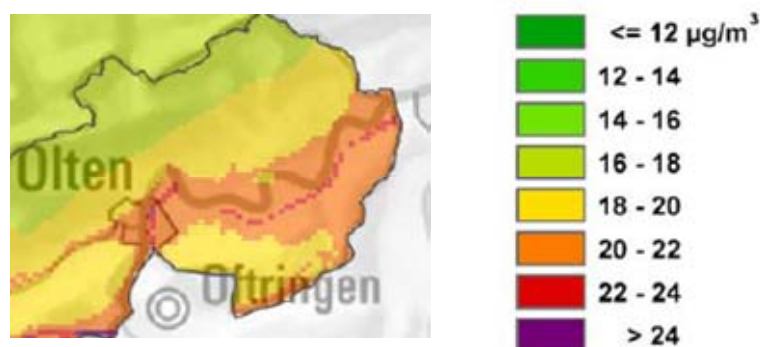 Olten
Oftringen
<= 12 µg/m³
12 - 14
14 - 16
16 - 18
18 - 20
20 - 22
22 - 24
> 24